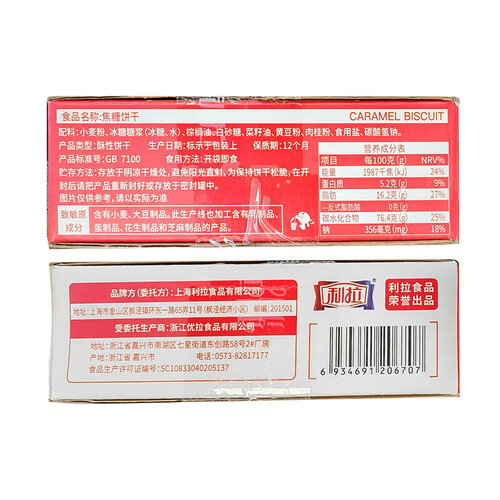 食品名称:焦糖饼干
CARAMEL BISCUIT
配料:小麦粉、冰糖糖浆(冰糖、水)、棕榈油、白砂糖、菜籽油、黄豆粉、肉桂粉、食用盐、碳酸氢钠。
产品类型:酥性饼干 生产日期:标示于包装上 保质期:12个月
产品标准号:GB 7100 食用方法:开袋即食
贮存方法:存放于阴凉干燥处,避免阳光直射,为保持饼干松脆,在开
封后请把产品重新封好或存放于密封罐中。
致敏原
成分
含有小麦、大豆制品。此生产线也加工含有乳制品、
蛋制品、花生制品和芝麻制品的产品。
营养成分表
项目 每100克(g) NRV%
能量 1987千焦(kJ) 24%
蛋白质 5.2克(g) 9%
脂肪 16.2克(g) 27%
—反式脂肪酸 0克(g)
碳水化合物 76.4克(g) 25%
钠 356毫克(mg) 18%
品牌方(委托方):上海利拉食品有限公司
地址:上海市金山区枫泾镇环东一路65弄11号(枫泾经济小区) 邮编:201501
受委托生产商:浙江优拉食品有限公司
地址:浙江省嘉兴市南湖区七星街道东创路58号2#厂房
产地:浙江省 嘉兴市 电话:0573-82817177
食品生产许可证编号:SC10833040205137
利拉
利拉食品
荣誉出品
6 934691 206707